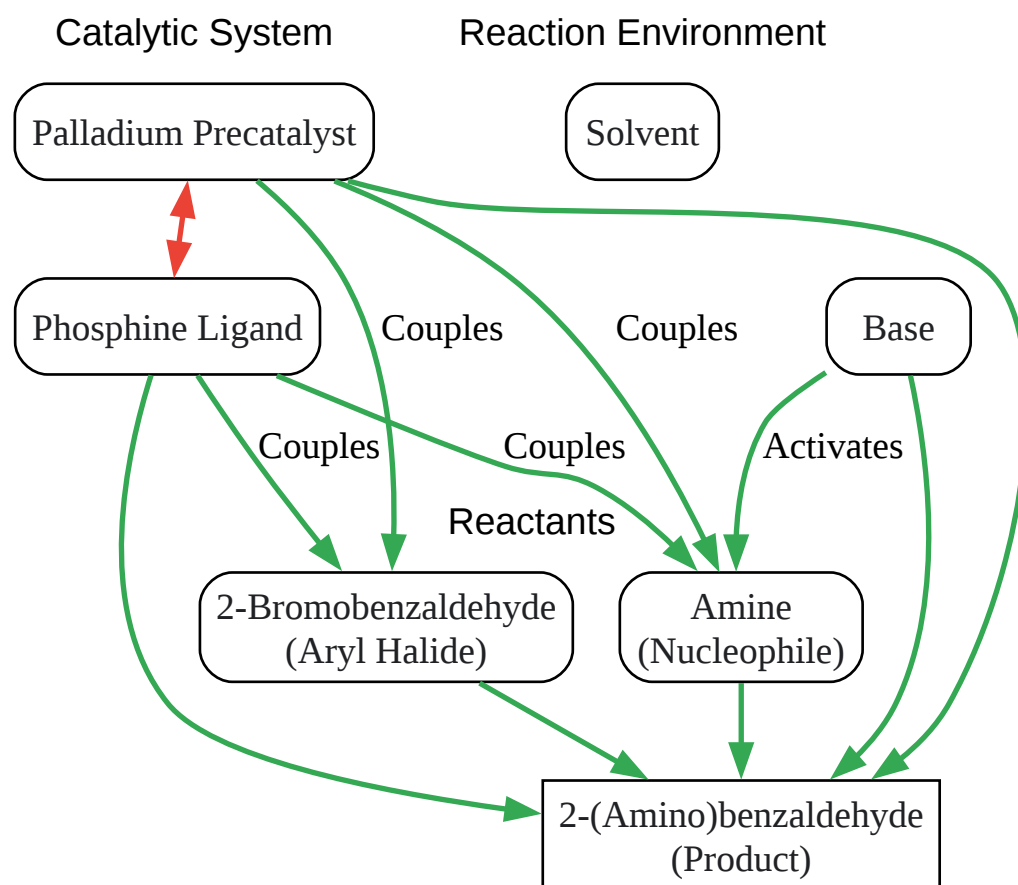 Catalytic System
Reaction Environment
Palladium Precatalyst
Solvent
Phosphine Ligand
Couples
Couples
Base
Couples
Couples
Activates
Reactants
2-Bromobenzaldehyde
(Aryl Halide)
Amine
(Nucleophile)
2-(Amino)benzaldehyde
(Product)